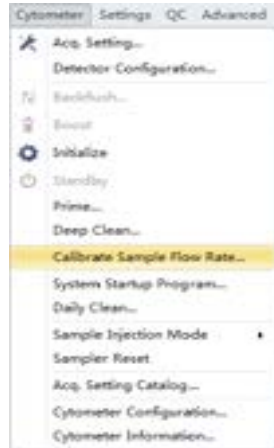 Cytometer Settings QC Advanced
Acq. Setting...
Detector Configuration...
Backflush...
Boost
Initialize
Standby
Prime...
Deep Clean...
Calibrate Sample Flow Rate...
System Startup Program...
Daily Clean...
Sample Injection Mode
Sampler Reset
Acq. Setting Catalog...
Cytometer Configuration...
Cytometer Information...